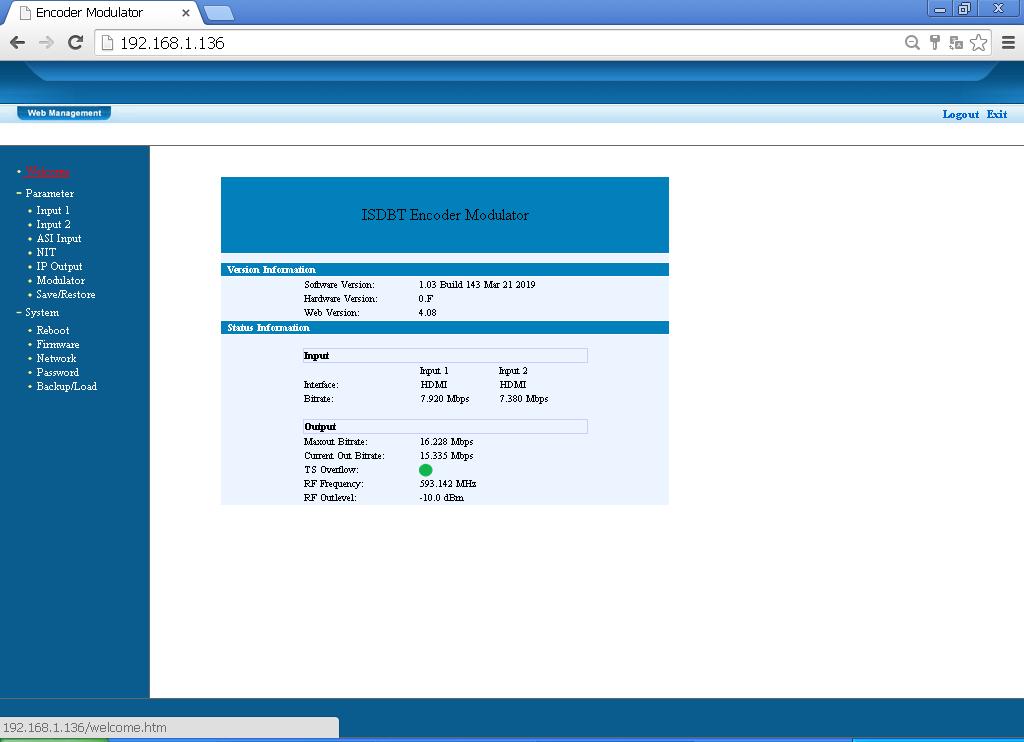 Encoder Modulator
192.168.1.136
Web Management
Logout Exit
Welcome
Parameter
Input 1
Input 2
ASI Input
NIT
IP Output
Modulator
Save/Restore
System
Reboot
Firmware
Network
Password
Backup/Load
ISDBT Encoder Modulator
Version Information
Software Version: 1.03 Build 143 Mar 21 2019
Hardware Version: 0.F
Web Version: 4.08
Status Information
Input
Input 1 Input 2
Interface: HDMI HDMI
Bitrate: 7.920 Mbps 7.380 Mbps
Output
Maxout Bitrate: 16.228 Mbps
Current Out Bitrate: 15.335 Mbps
TS Overflow:
RF Frequency: 593.142 MHz
RF Outlevel: -10.0 dBm
192.168.1.136/welcome.htm